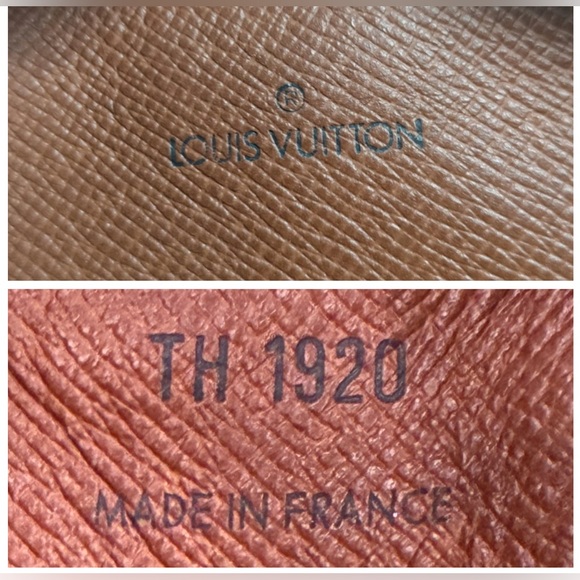 ®
LOUIS VUITTON
TH 1920
MADE IN FRANCE